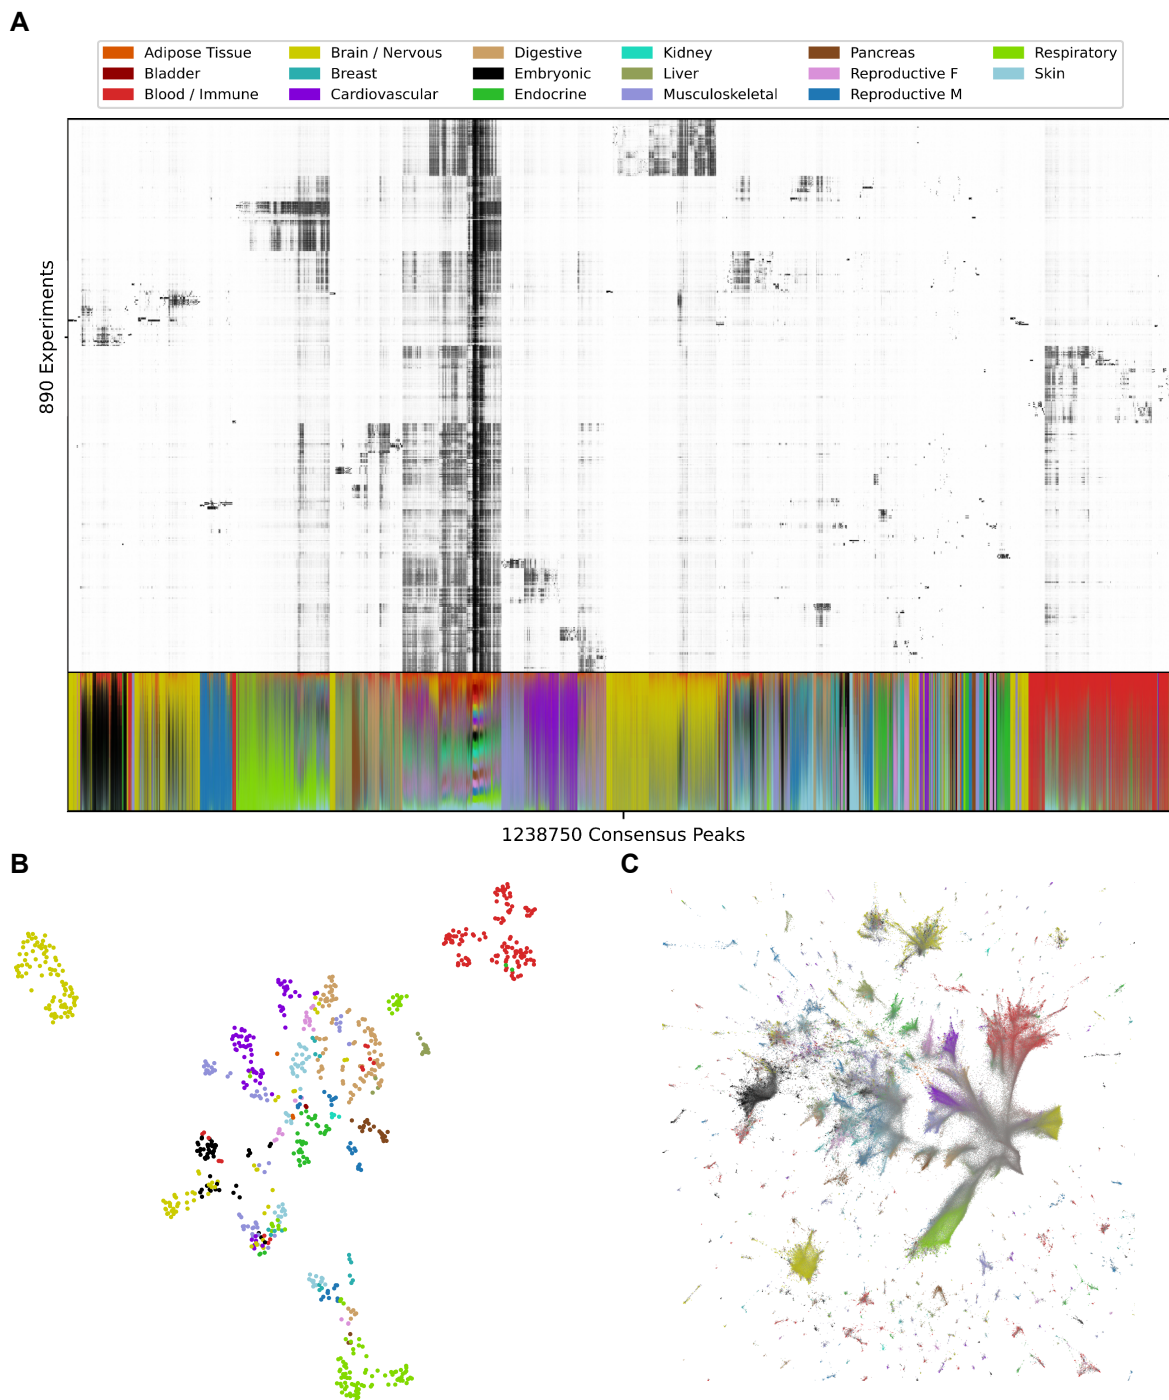 A
Adipose Tissue Brain / Nervous Digestive Kidney Pancreas Respiratory
Bladder Breast Embryonic Liver Reproductive F Skin
Blood / Immune Cardiovascular Endocrine Musculoskeletal Reproductive M
890 Experiments
1238750 Consensus Peaks
B C